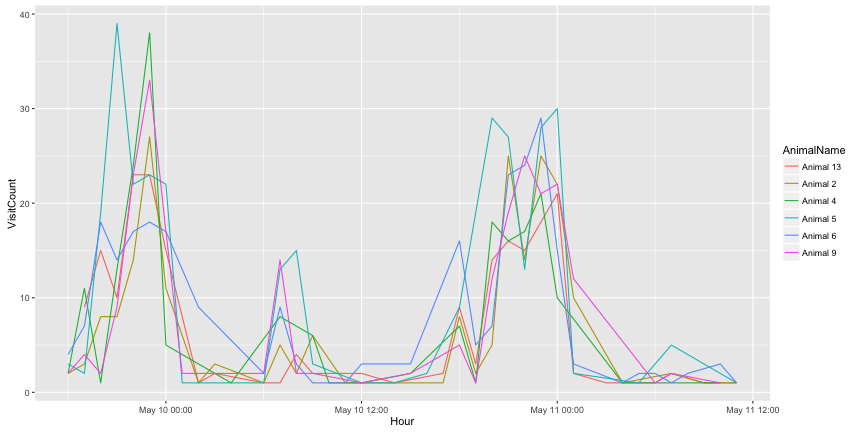 40
30
20
10
0
VisitCount
May 10 00:00
May 10 12:00
May 11 00:00
May 11 12:00
Hour
AnimalName
Animal 13
Animal 2
Animal 4
Animal 5
Animal 6
Animal 9